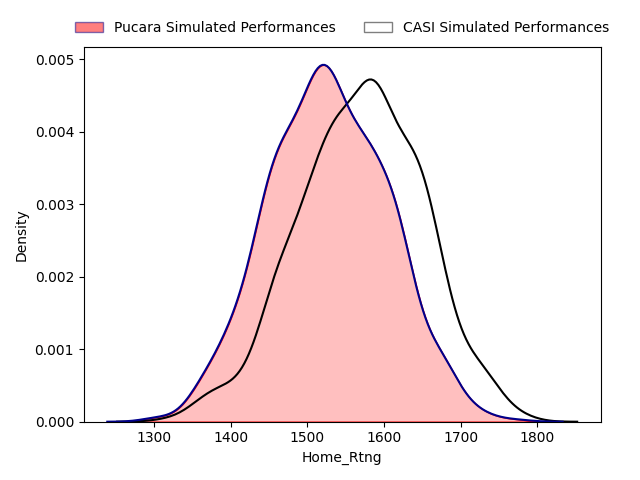 Pucara Simulated Performances CASI Simulated Performances
0.005
0.004
0.003
0.002
0.001
0.000
Density
1300 1400 1500 1600 1700 1800
Home_Rtng